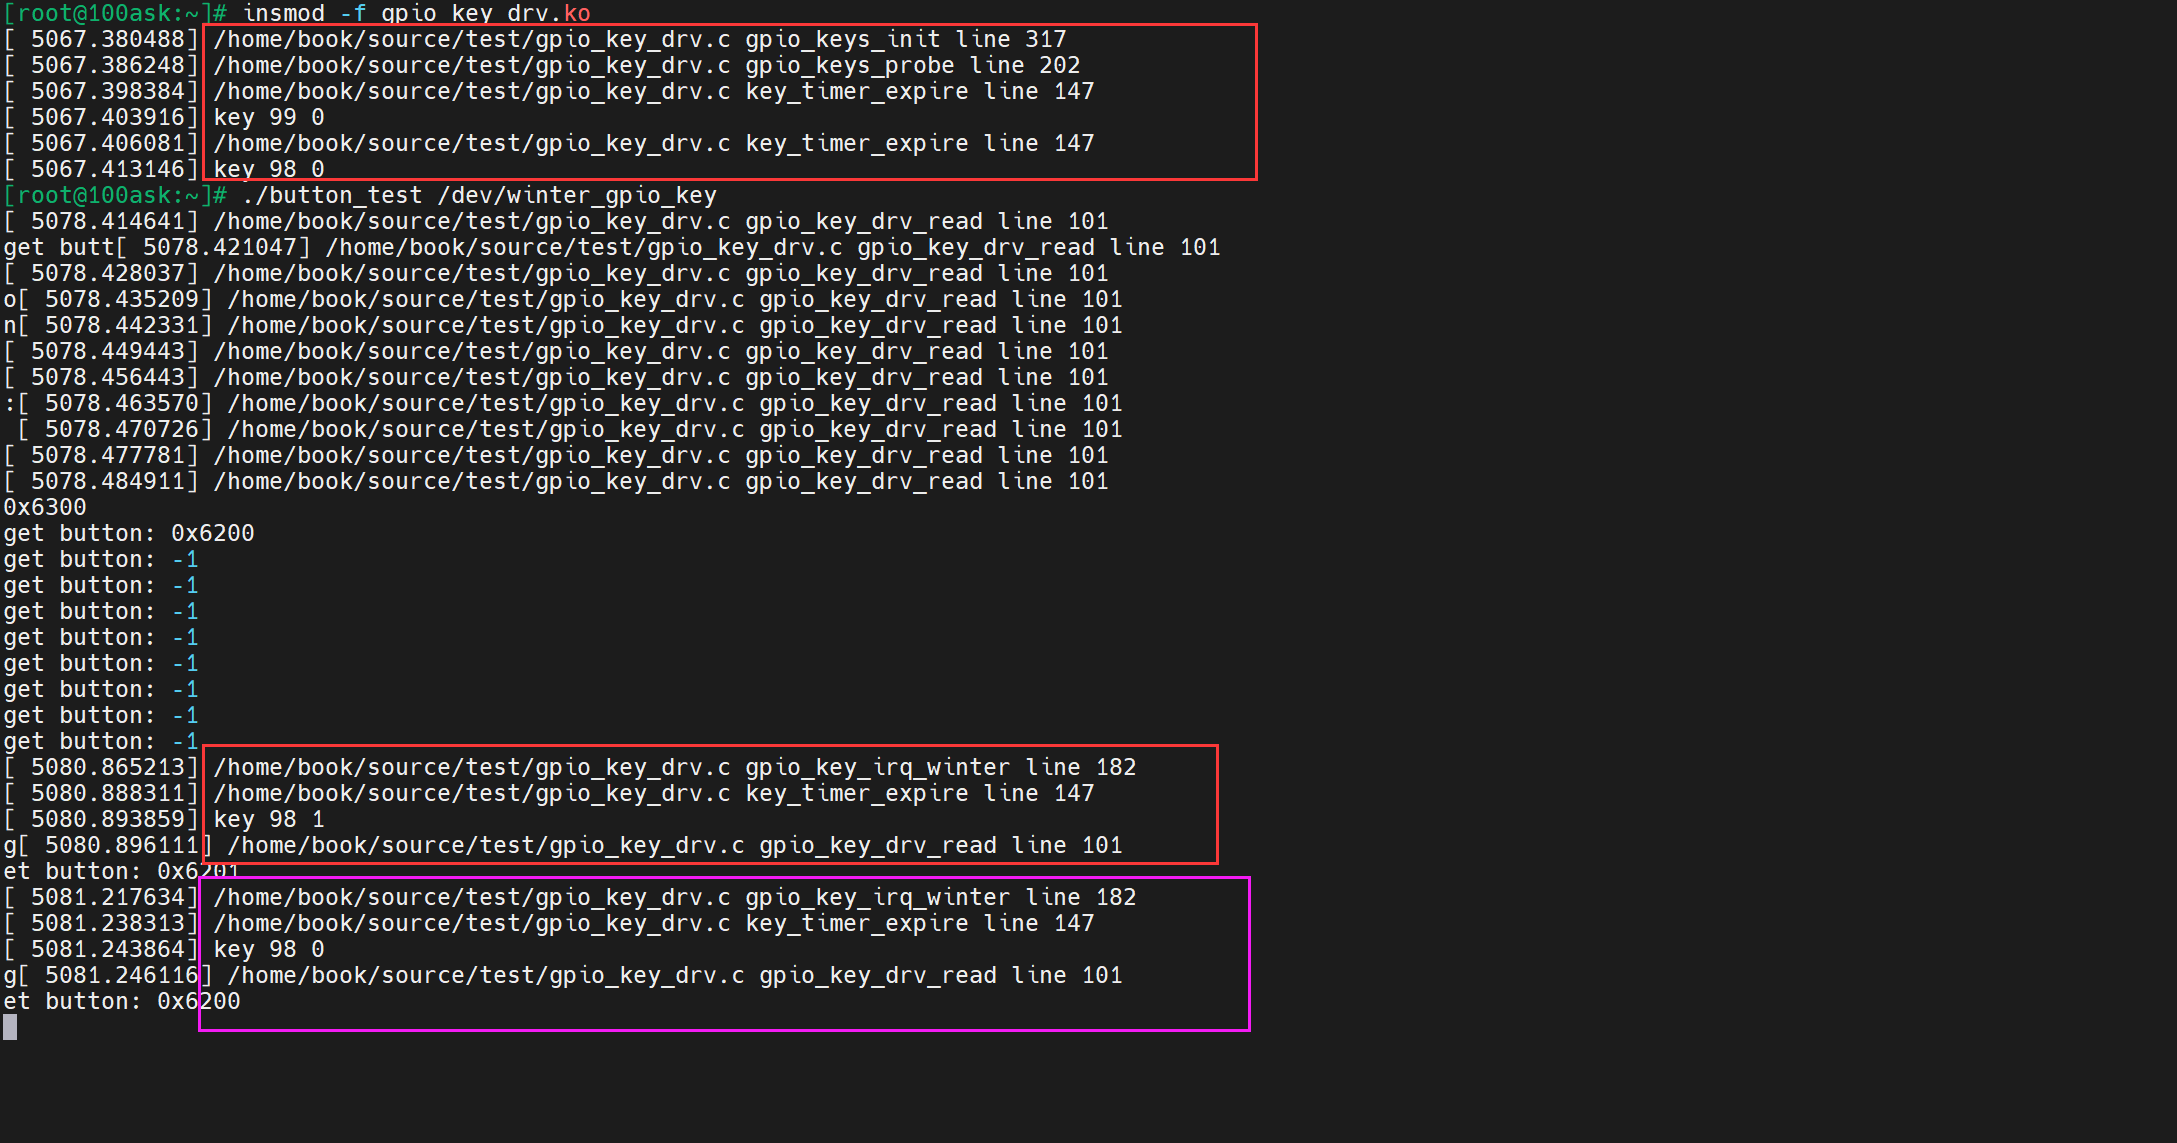 [root@100ask:~]# insmod -f gpio_key_drv.ko
[ 5067.380488] /home/book/source/test/gpio_key_drv.c gpio_keys_init line 317
[ 5067.386248] /home/book/source/test/gpio_key_drv.c gpio_keys_probe line 202
[ 5067.398384] /home/book/source/test/gpio_key_drv.c key_timer_expire line 147
[ 5067.403916] key 99 0
[ 5067.406081] /home/book/source/test/gpio_key_drv.c key_timer_expire line 147
[ 5067.413146] key 98 0
[root@100ask:~]# ./button_test /dev/winter_gpio_key
[ 5078.414641] /home/book/source/test/gpio_key_drv.c gpio_key_drv_read line 101
get butt[ 5078.421047] /home/book/source/test/gpio_key_drv.c gpio_key_drv_read line 101
[ 5078.428037] /home/book/source/test/gpio_key_drv.c gpio_key_drv_read line 101
o[ 5078.435209] /home/book/source/test/gpio_key_drv.c gpio_key_drv_read line 101
n[ 5078.442331] /home/book/source/test/gpio_key_drv.c gpio_key_drv_read line 101
[ 5078.449443] /home/book/source/test/gpio_key_drv.c gpio_key_drv_read line 101
[ 5078.456443] /home/book/source/test/gpio_key_drv.c gpio_key_drv_read line 101
:[ 5078.463570] /home/book/source/test/gpio_key_drv.c gpio_key_drv_read line 101
 [ 5078.470726] /home/book/source/test/gpio_key_drv.c gpio_key_drv_read line 101
[ 5078.477781] /home/book/source/test/gpio_key_drv.c gpio_key_drv_read line 101
[ 5078.484911] /home/book/source/test/gpio_key_drv.c gpio_key_drv_read line 101
0x6300
get button: 0x6200
get button: -1
get button: -1
get button: -1
get button: -1
get button: -1
get button: -1
get button: -1
get button: -1
[ 5080.865213] /home/book/source/test/gpio_key_drv.c gpio_key_irq_winter line 182
[ 5080.888311] /home/book/source/test/gpio_key_drv.c key_timer_expire line 147
[ 5080.893859] key 98 1
g[ 5080.896111] /home/book/source/test/gpio_key_drv.c gpio_key_drv_read line 101
et button: 0x6201
[ 5081.217634] /home/book/source/test/gpio_key_drv.c gpio_key_irq_winter line 182
[ 5081.238313] /home/book/source/test/gpio_key_drv.c key_timer_expire line 147
[ 5081.243864] key 98 0
g[ 5081.246116] /home/book/source/test/gpio_key_drv.c gpio_key_drv_read line 101
et button: 0x6200